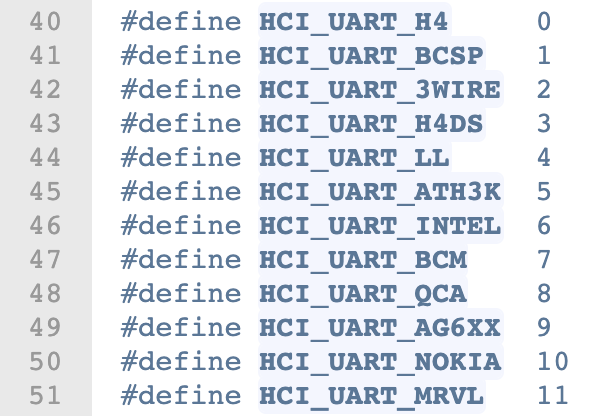 40 #define HCI_UART_H4 0
41 #define HCI_UART_BCSP 1
42 #define HCI_UART_3WIRE 2
43 #define HCI_UART_H4DS 3
44 #define HCI_UART_LL 4
45 #define HCI_UART_ATH3K 5
46 #define HCI_UART_INTEL 6
47 #define HCI_UART_BCM 7
48 #define HCI_UART_QCA 8
49 #define HCI_UART_AG6XX 9
50 #define HCI_UART_NOKIA 10
51 #define HCI_UART_MRVL 11